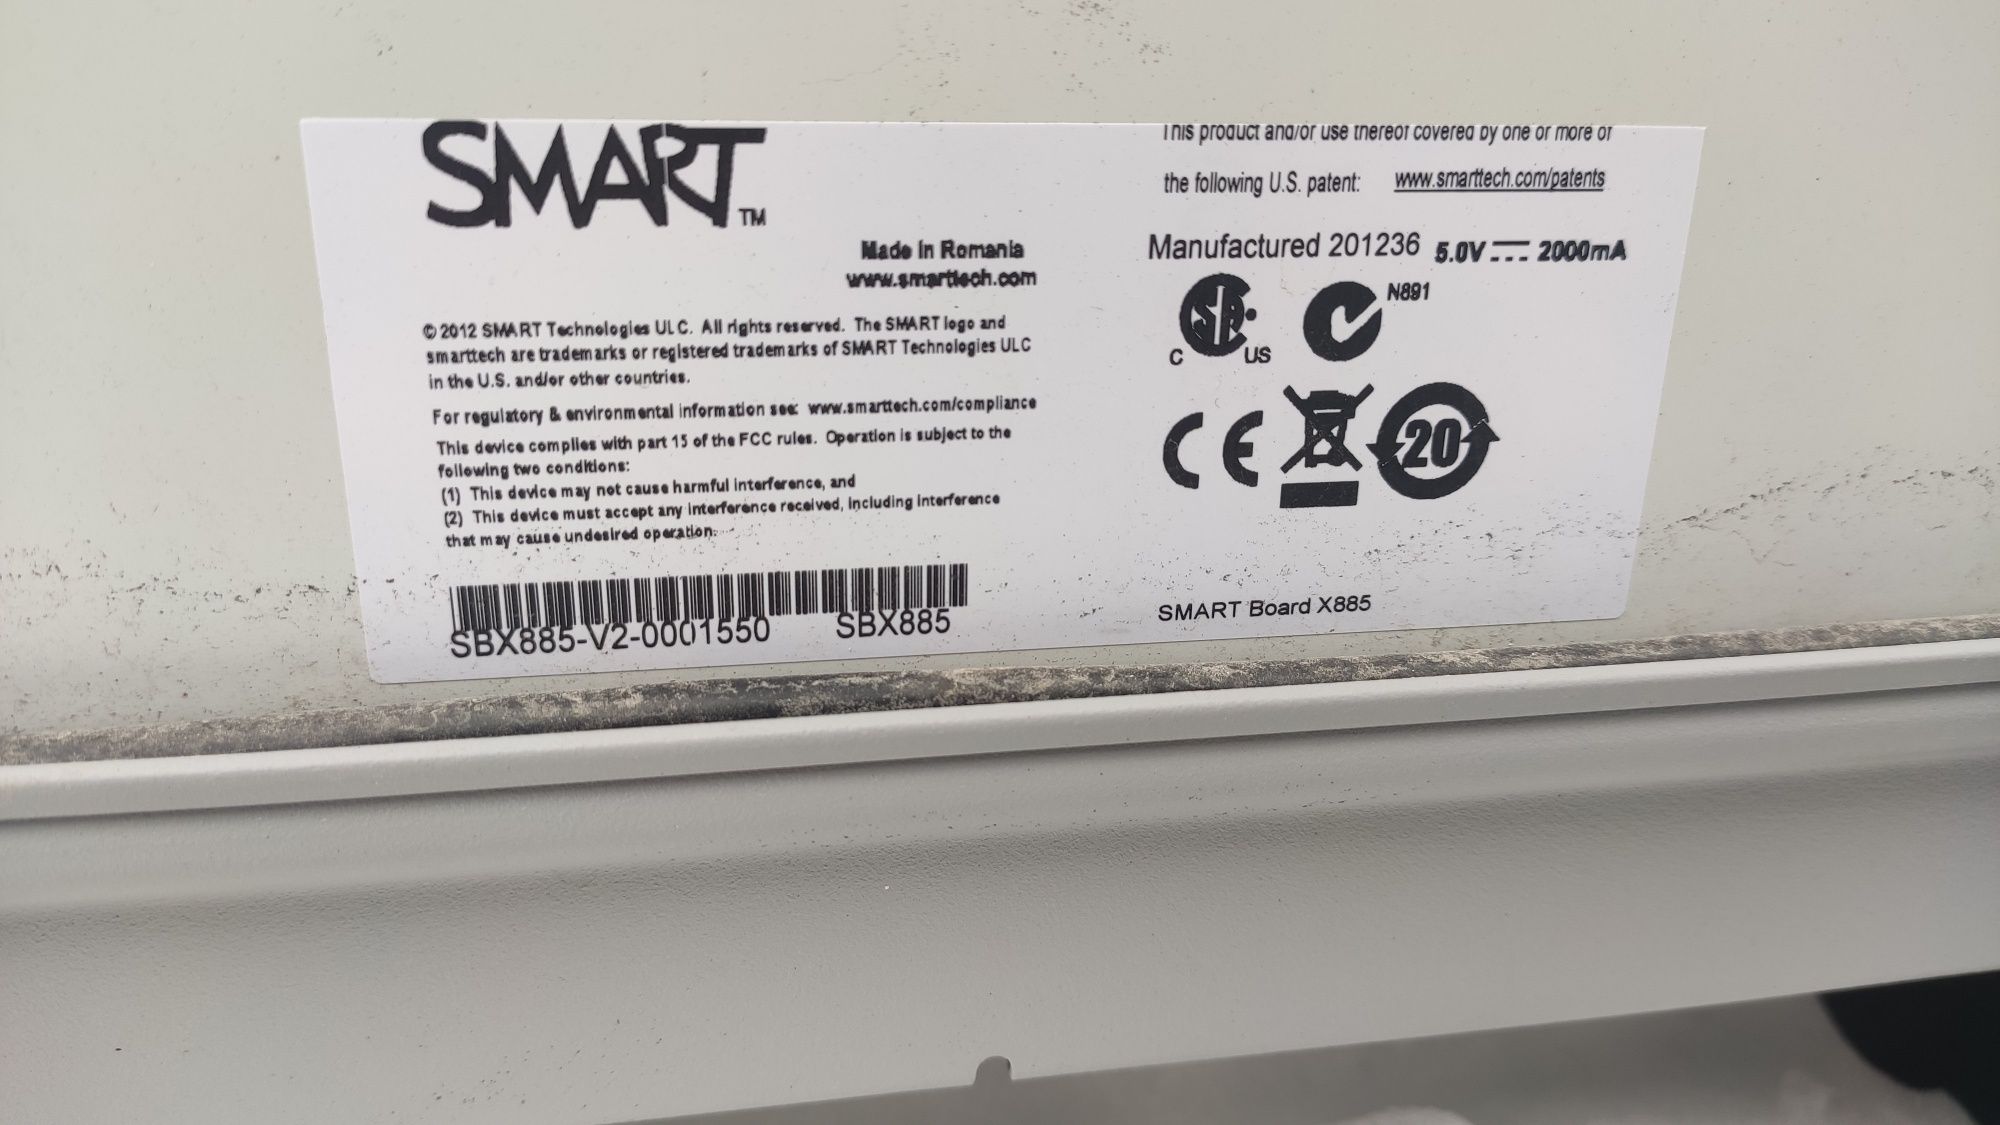 SMART TM
Made in Romania
www.smarttech.com
© 2012 SMART Technologies ULC. All rights reserved. The SMART logo and
smarttech are trademarks or registered trademarks of SMART Technologies ULC
in the U.S. and/or other countries.
For regulatory & environmental information see: www.smarttech.com/compliance
This device complies with part 15 of the FCC rules. Operation is subject to the
following two conditions:
(1) This device may not cause harmful interference, and
(2) This device must accept any interference received, including interference
that may cause undesired operation.
SBX885-V2-0001550 SBX885
This product and/or use thereof covered by one or more of
the following U.S. patent: www.smarttech.com/patents
Manufactured 201236 5.0V 2000mA
C SA US N891
CE 20
SMART Board X885